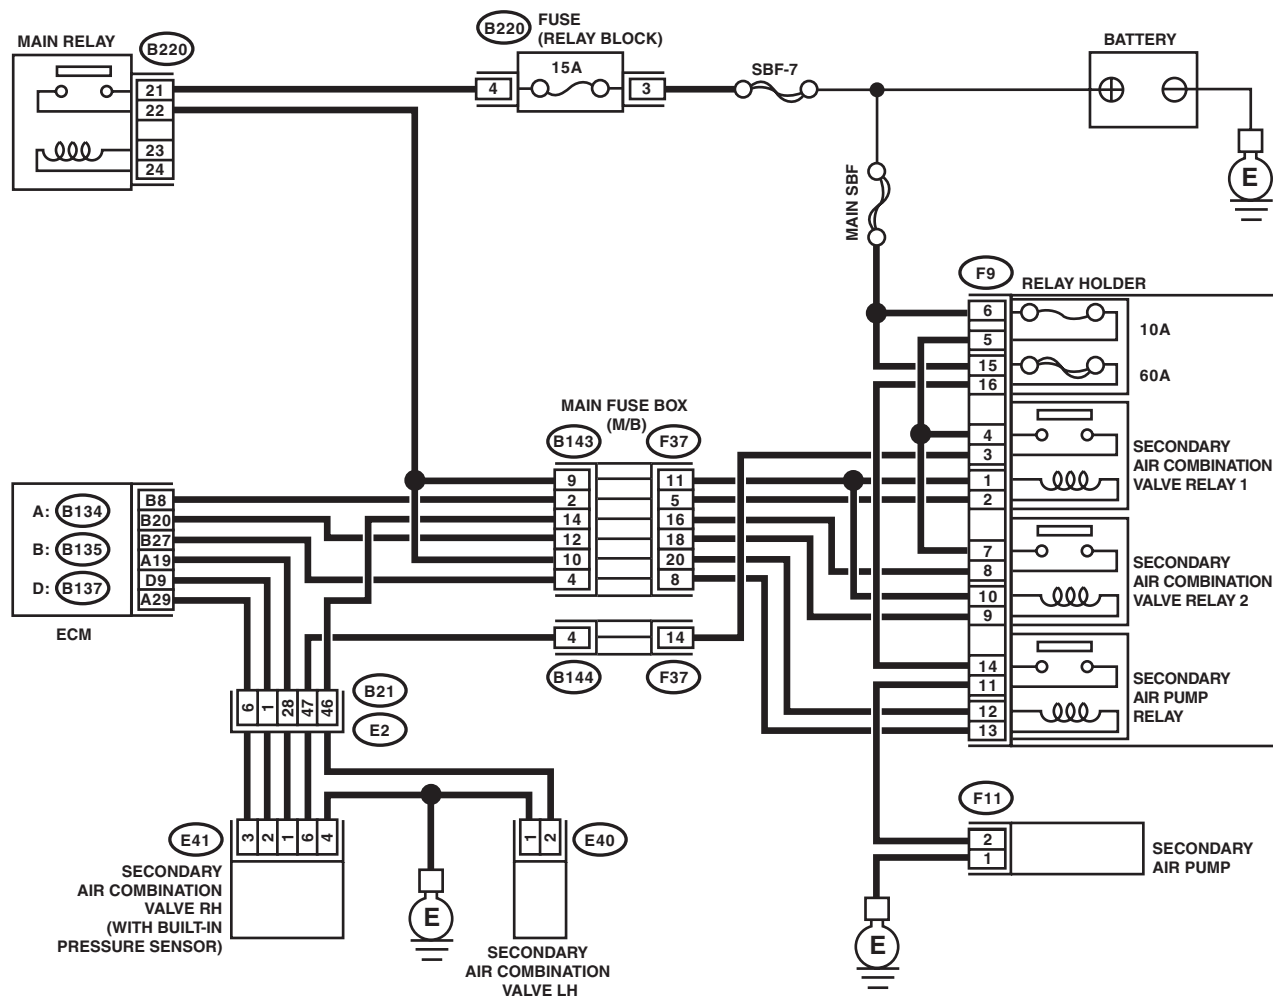 MAIN RELAY
B220
B220
FUSE
(RELAY BLOCK)
15A
SBF-7
BATTERY
21
22
23
24
4
3
E
MAIN SBF
F9
RELAY HOLDER
6
5
15
16
4
3
1
2
7
8
10
9
14
11
12
13
10A
60A
SECONDARY
AIR COMBINATION
VALVE RELAY 1
SECONDARY
AIR COMBINATION
VALVE RELAY 2
SECONDARY
AIR PUMP
RELAY
MAIN FUSE BOX
(M/B)
B143
F37
9
11
2
5
14
16
12
18
10
20
4
8
4
14
B144
F37
A:
B134
B:
B135
D:
B137
B8
B20
B27
A19
D9
A29
ECM
6
1
28
47
46
B21
E2
E41
3
2
1
6
4
SECONDARY
AIR COMBINATION
VALVE RH
(WITH BUILT-IN
PRESSURE SENSOR)
E
1
2
E40
SECONDARY
AIR COMBINATION
VALVE LH
F11
2
1
SECONDARY
AIR PUMP
E